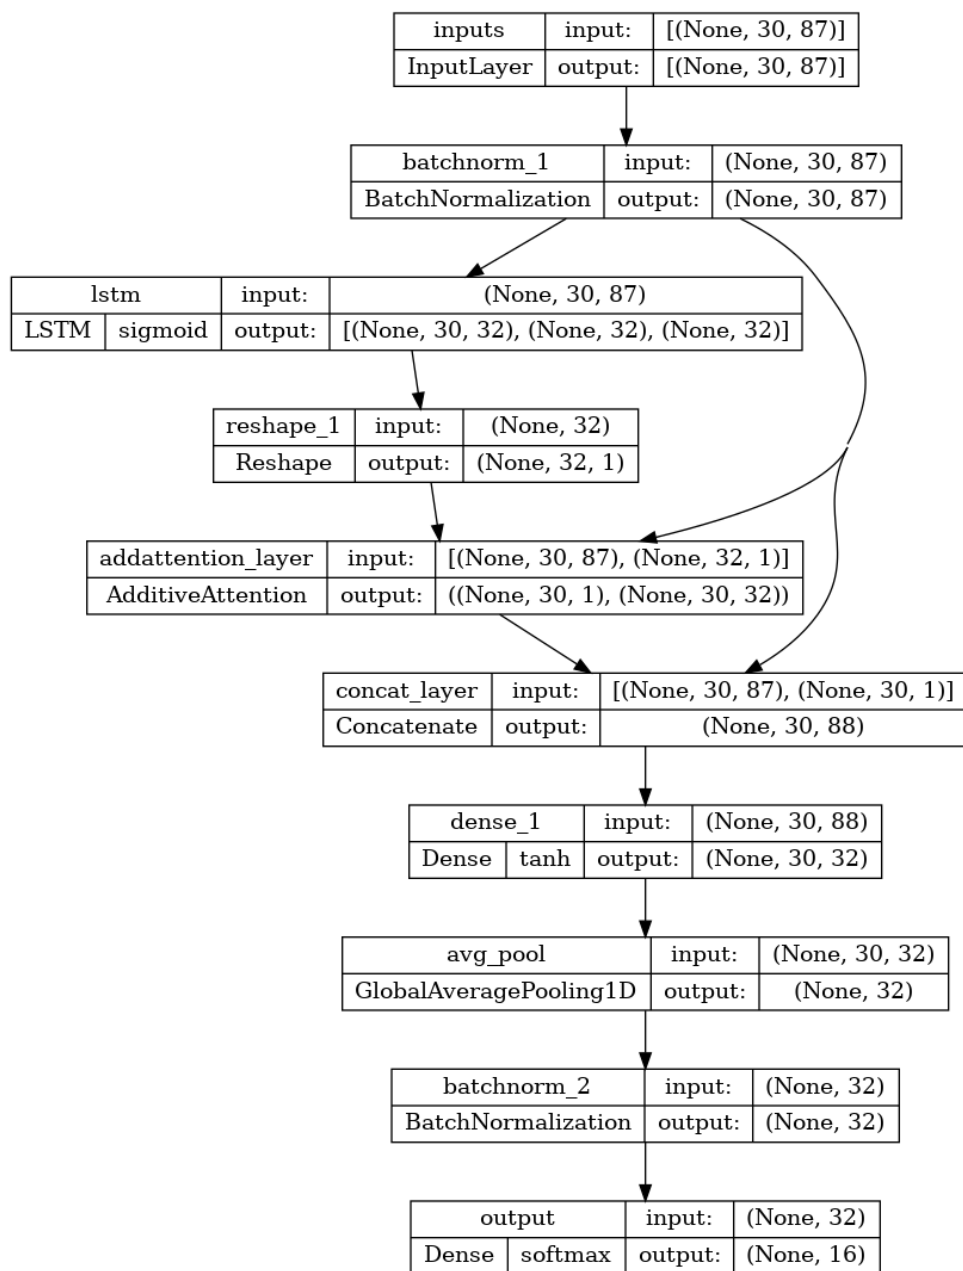 inputs input: [(None, 30, 87)]
InputLayer output: [(None, 30, 87)]
batchnorm_1 input: (None, 30, 87)
BatchNormalization output: (None, 30, 87)
lstm input: (None, 30, 87)
LSTM sigmoid output: [(None, 30, 32), (None, 32), (None, 32)]
reshape_1 input: (None, 32)
Reshape output: (None, 32, 1)
addattention_layer input: [(None, 30, 87), (None, 32, 1)]
AdditiveAttention output: ((None, 30, 1), (None, 30, 32))
concat_layer input: [(None, 30, 87), (None, 30, 1)]
Concatenate output: (None, 30, 88)
dense_1 input: (None, 30, 88)
Dense tanh output: (None, 30, 32)
avg_pool input: (None, 30, 32)
GlobalAveragePooling1D output: (None, 32)
batchnorm_2 input: (None, 32)
BatchNormalization output: (None, 32)
output input: (None, 32)
Dense softmax output: (None, 16)